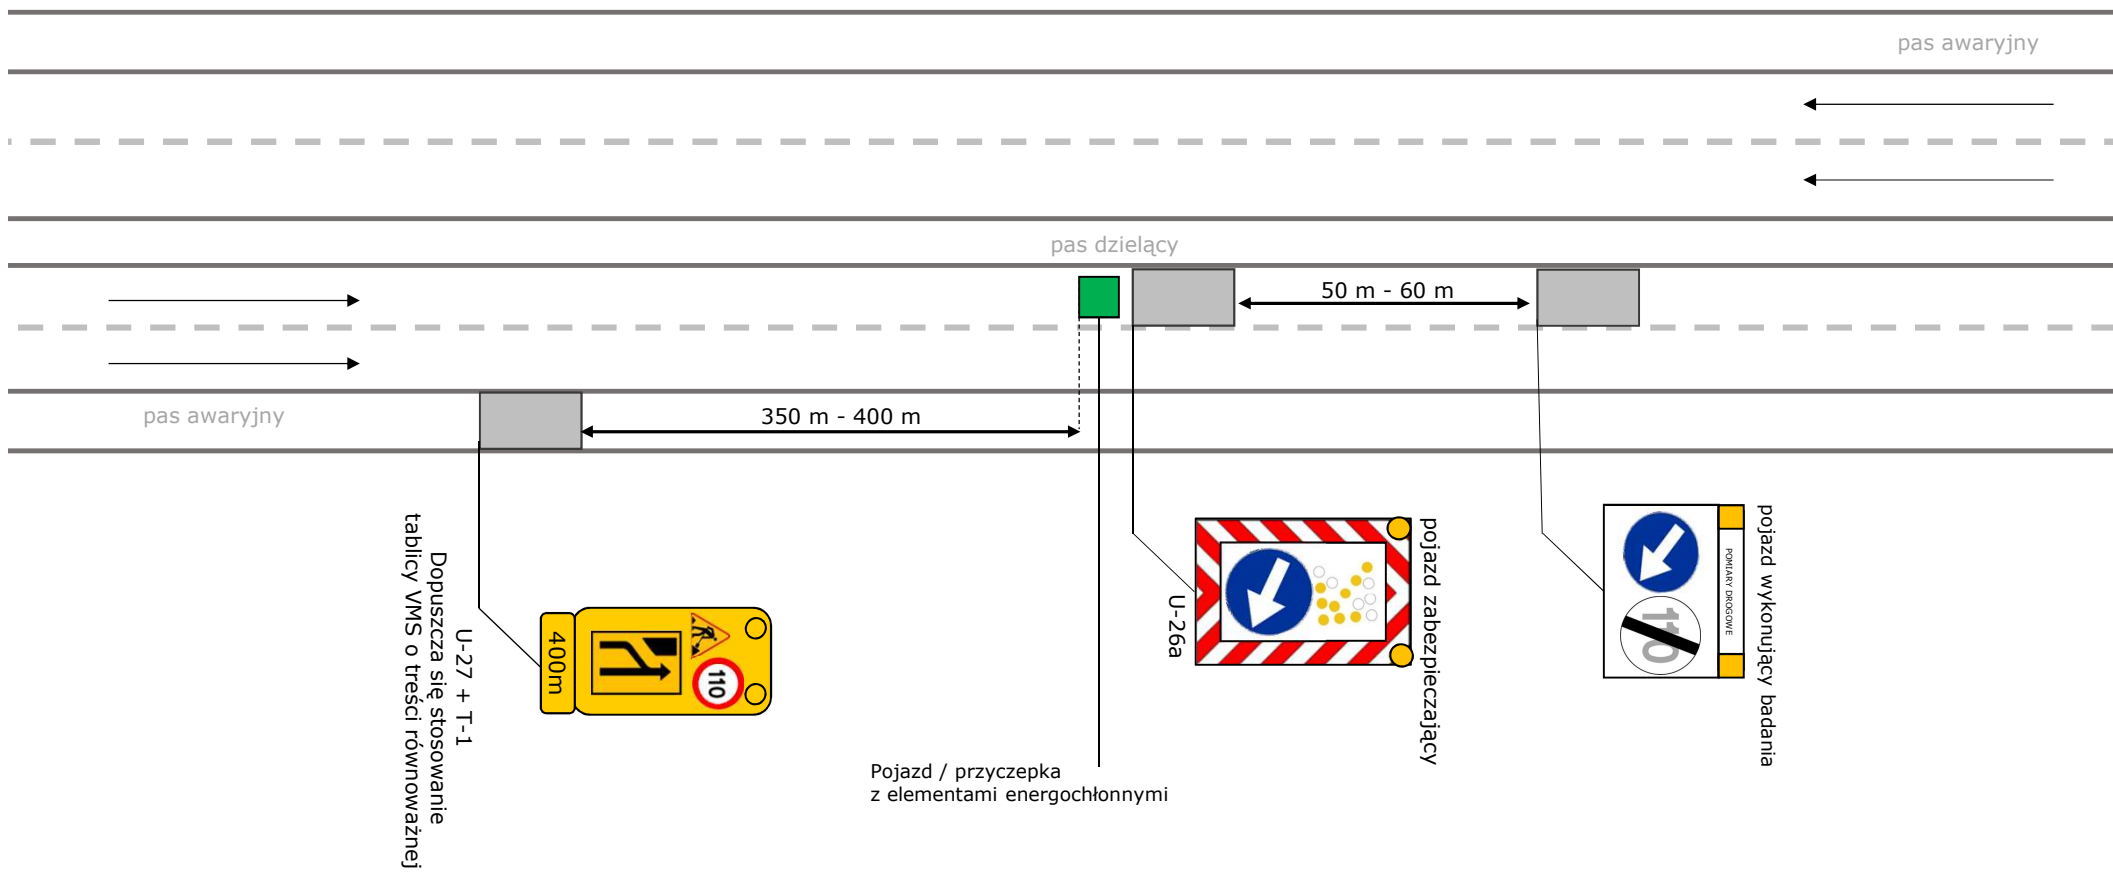 pas awaryjny
pas dzielący
50 m - 60 m
pas awaryjny
350 m - 400 m
U-27 + T-1
Dopuszcza się stosowanie
tablicy VMS o treści równoważnej
400m
110
Pojazd / przyczepka
z elementami energochłonnymi
U-26a
pojazd zabezpieczający
110
POMIARY DROGOWE
pojazd wykonujący badania